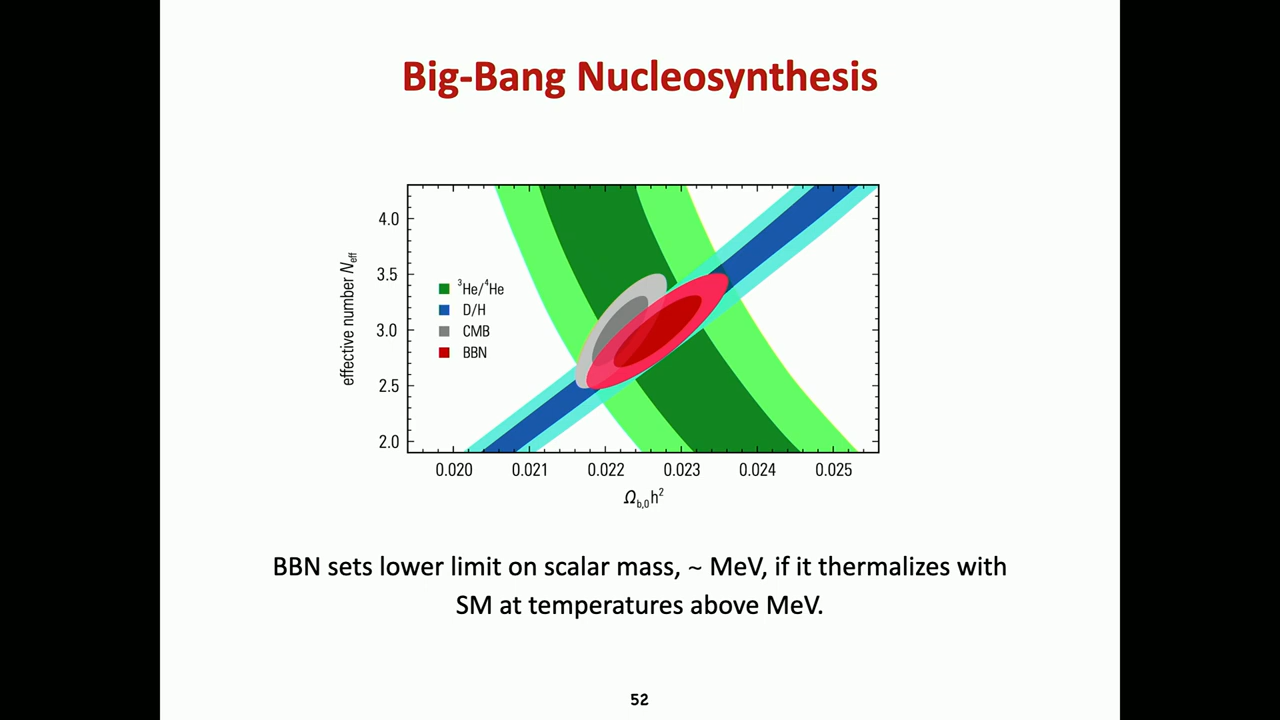 Big-Bang Nucleosynthesis
effective number N_eff
4.0
3.5
3.0
2.5
2.0
³He/⁴He
D/H
CMB
BBN
0.020 0.021 0.022 0.023 0.024 0.025
Ω_b,0 h²
BBN sets lower limit on scalar mass, ~ MeV, if it thermalizes with
SM at temperatures above MeV.
52